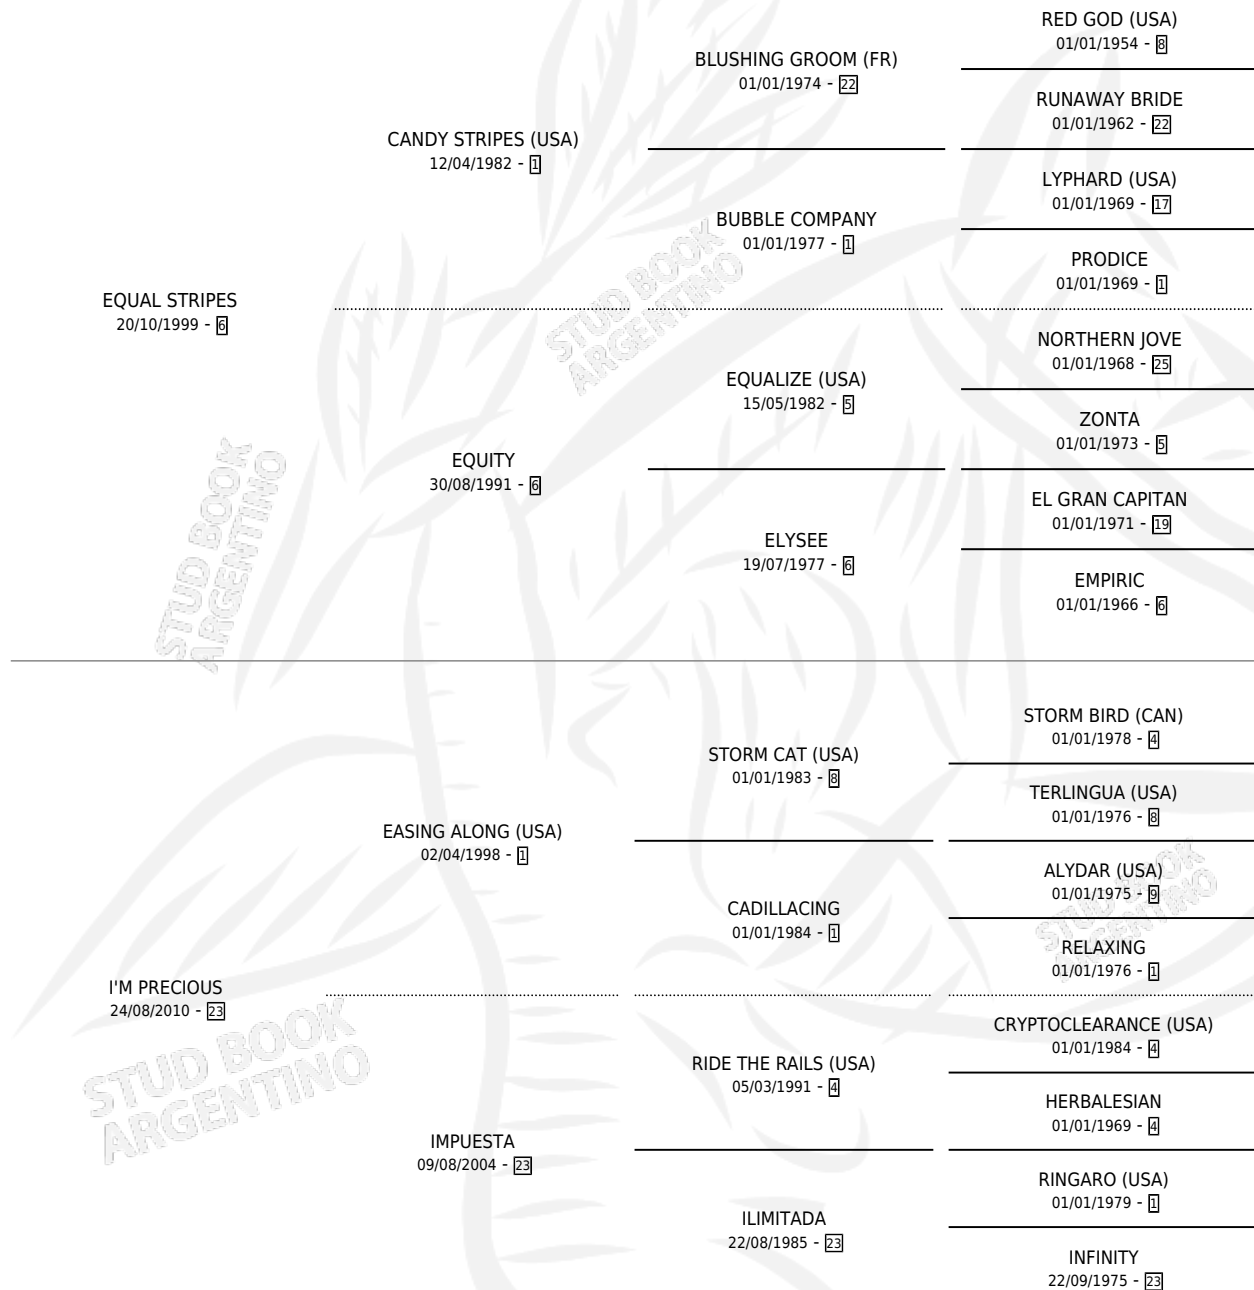 RED GOD (USA)
01/01/1954 - 8
BLUSHING GROOM (FR)
01/01/1974 - 22
RUNAWAY BRIDE
01/01/1962 - 22
CANDY STRIPES (USA)
12/04/1982 - 1
LYPHARD (USA)
01/01/1969 - 17
BUBBLE COMPANY
01/01/1977 - 1
PRODICE
01/01/1969 - 1
EQUAL STRIPES
20/10/1999 - 6
NORTHERN JOVE
01/01/1968 - 25
EQUALIZE (USA)
15/05/1982 - 5
ZONTA
01/01/1973 - 5
EQUITY
30/08/1991 - 6
EL GRAN CAPITAN
01/01/1971 - 19
ELYSEE
19/07/1977 - 6
EMPIRIC
01/01/1966 - 6
STORM BIRD (CAN)
01/01/1978 - 4
STORM CAT (USA)
01/01/1983 - 8
TERLINGUA (USA)
01/01/1976 - 8
EASING ALONG (USA)
02/04/1998 - 1
ALYDAR (USA)
01/01/1975 - 9
CADILLACING
01/01/1984 - 1
RELAXING
01/01/1976 - 1
I'M PRECIOUS
24/08/2010 - 23
CRYPTOCLEARANCE (USA)
01/01/1984 - 4
RIDE THE RAILS (USA)
05/03/1991 - 4
HERBALESIAN
01/01/1969 - 4
IMPUESTA
09/08/2004 - 23
RINGARO (USA)
01/01/1979 - 1
ILIMITADA
22/08/1985 - 23
INFINITY
22/09/1975 - 23
STUD BOOK
ARGENTINO
STUD BOOK
ARGENTINO
STUD BOOK
ARGENTINO
STUD BOOK
ARGENTINO